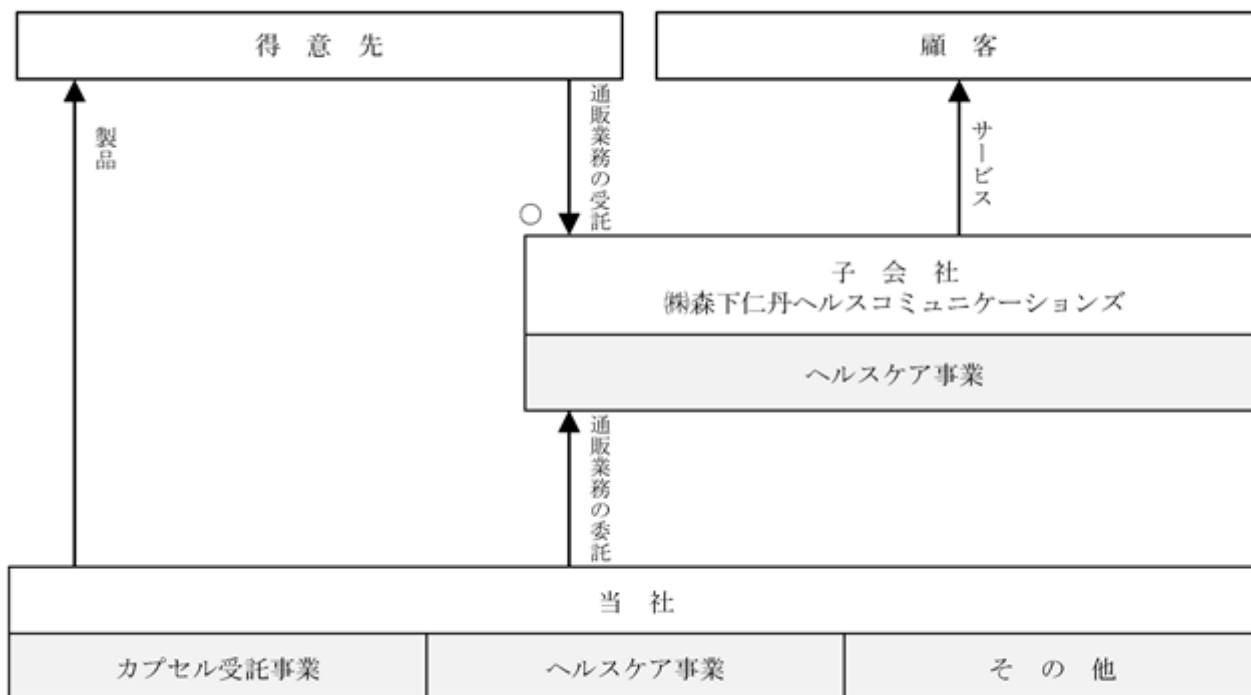 得意先
顧客
製品
通販業務の受託
サービス
○
子会社
㈱森下仁丹ヘルスコミュニケーションズ
ヘルスケア事業
通販業務の委託
当社
カプセル受託事業
ヘルスケア事業
その他